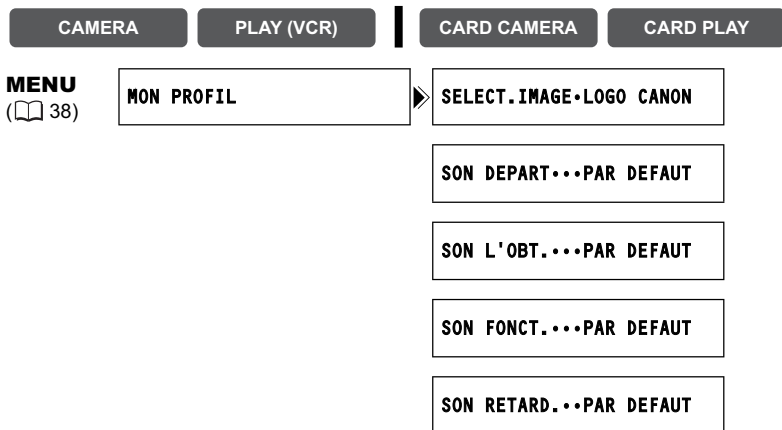 CAMERA PLAY (VCR) CARD CAMERA CARD PLAY
MENU
(38)
MON PROFIL
SELECT.IMAGE•LOGO CANON
SON DEPART•••PAR DEFAUT
SON L'OBT.•••PAR DEFAUT
SON FONCT.•••PAR DEFAUT
SON RETARD.••PAR DEFAUT